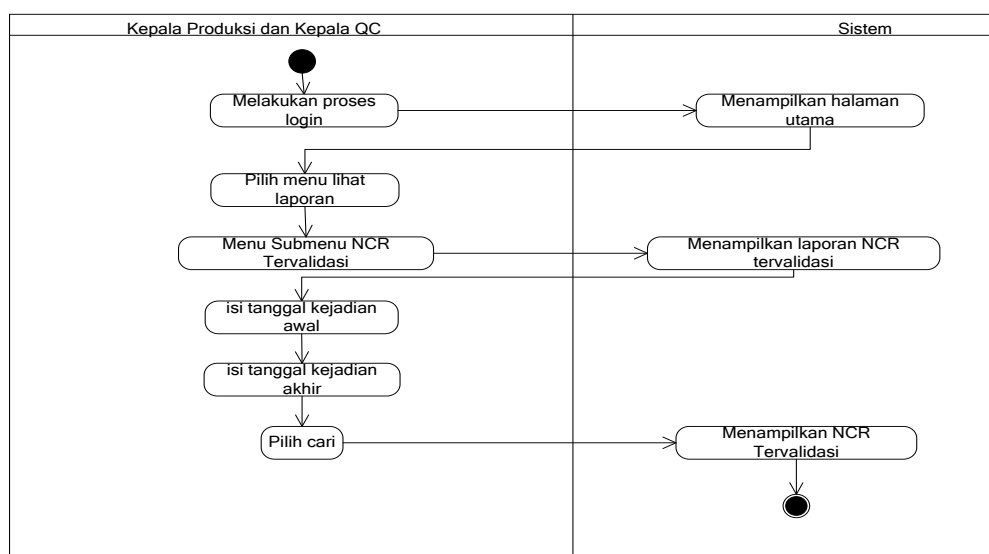 Kepala Produksi dan Kepala QC
Sistem
Melakukan proses
login
Menampilkan halaman
utama
Pilih menu lihat
laporan
Menu Submenu NCR
Tervalidasi
Menampilkan laporan NCR
tervalidasi
isi tanggal kejadian
awal
isi tanggal kejadian
akhir
Pilih cari
Menampilkan NCR
Tervalidasi